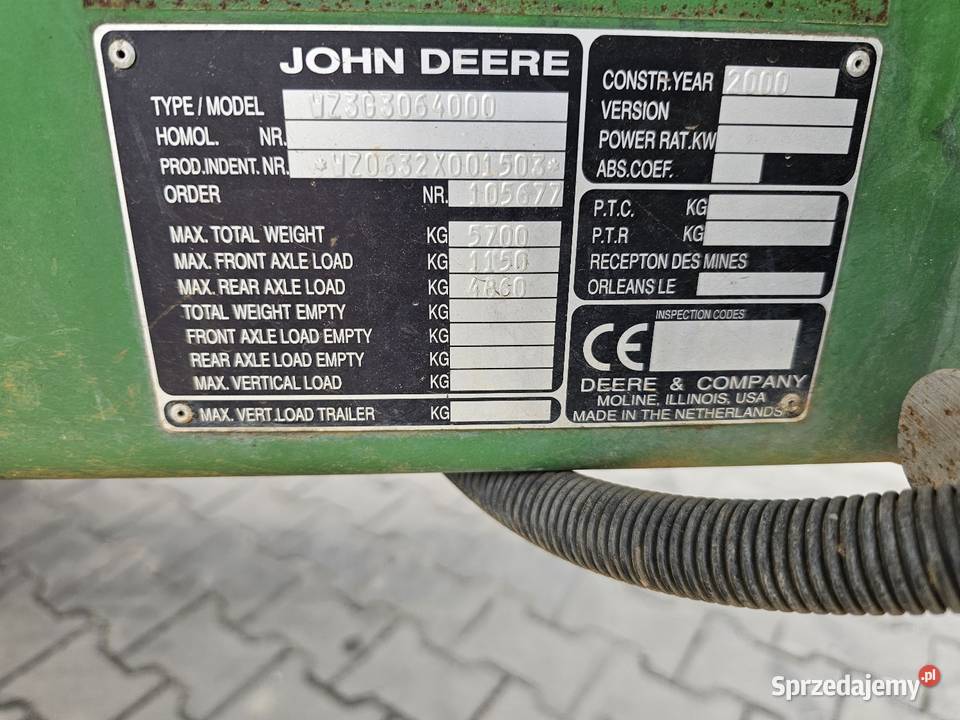 JOHN DEERE
TYPE/MODEL WZ3G3064000
HOMOL. NR.
PROD.INDENT.NR. *WZ0632X001503*
ORDER NR. 105677
MAX. TOTAL WEIGHT KG 5700
MAX. FRONT AXLE LOAD KG 1150
MAX. REAR AXLE LOAD KG
TOTAL WEIGHT EMPTY KG
FRONT AXLE LOAD EMPTY KG
REAR AXLE LOAD EMPTY KG
MAX. VERTICAL LOAD KG
MAX. VERT.LOAD TRAILER KG
CONSTR.YEAR 2000
VERSION
POWER RAT.KW
ABS.COEF.
P.T.C. KG
P.T.R KG
RECEPTON DES MINES
ORLEANS LE
INSPECTION CODES
CE
DEERE & COMPANY
MOLINE, ILLINOIS, USA
MADE IN THE NETHERLANDS
Sprzedajemy.pl